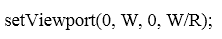 setViewport(0, W, 0, W/R);